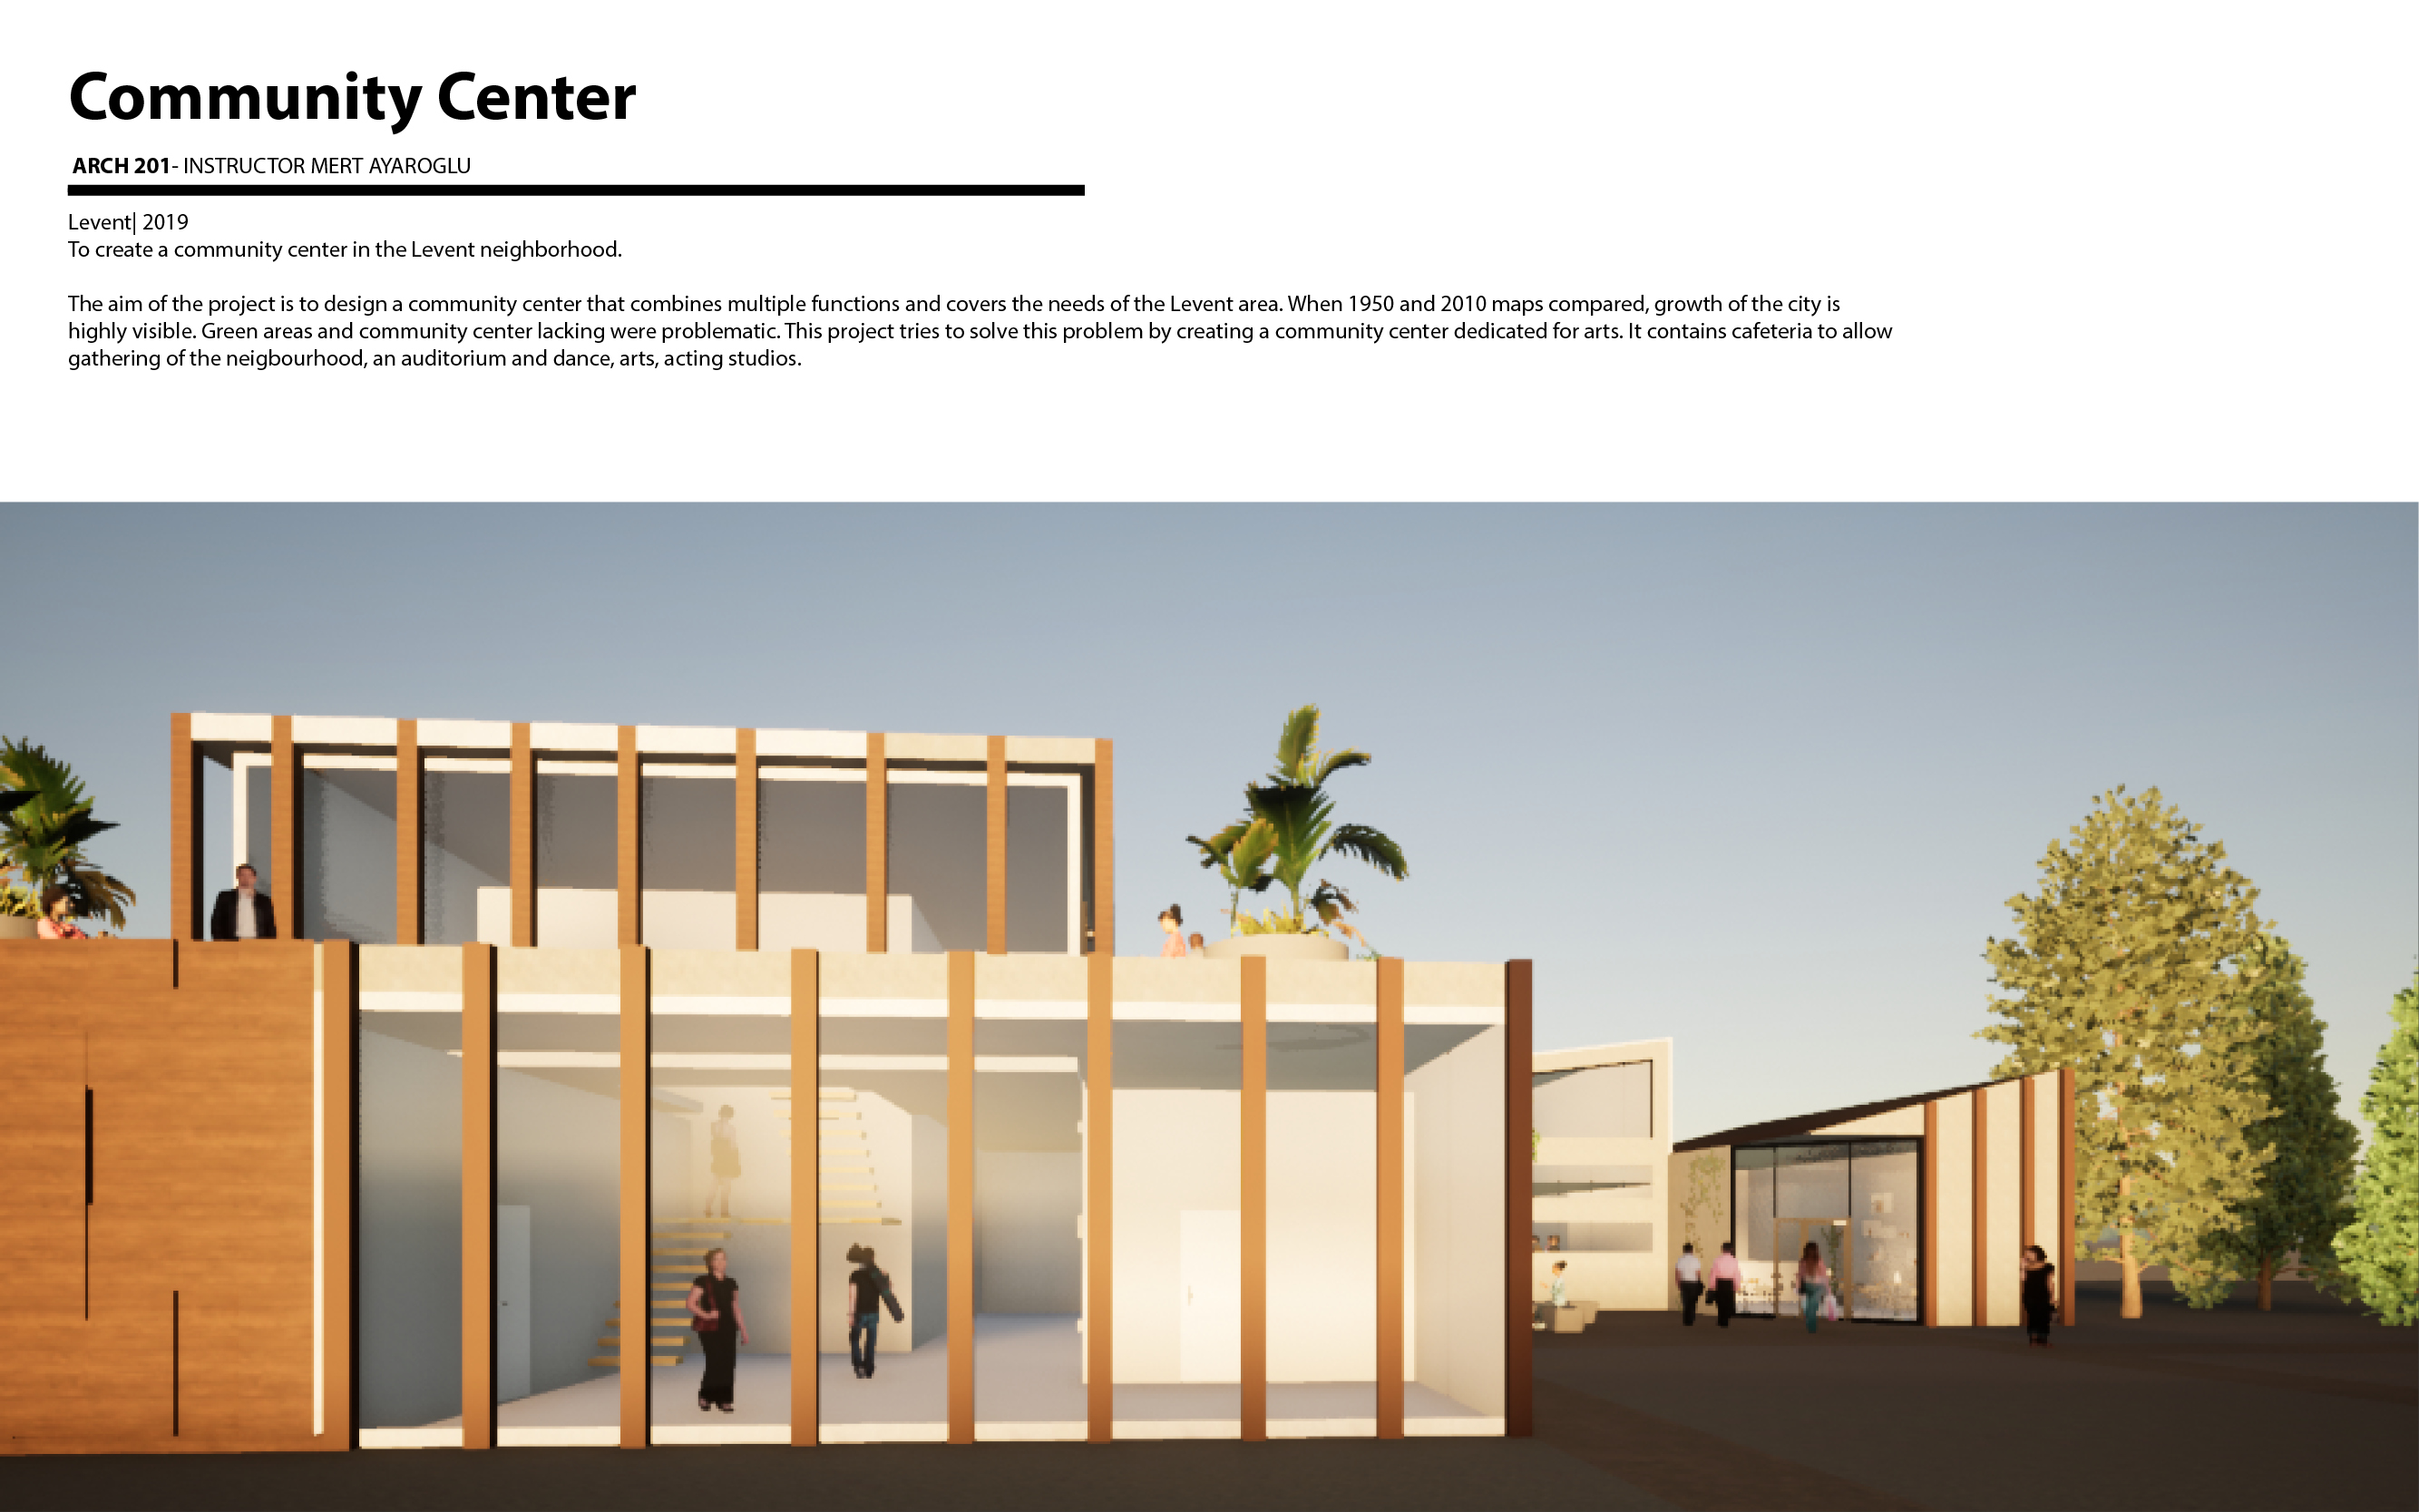 Community Center
ARCH 201- INSTRUCTOR MERT AYAROGLU
Levent| 2019
To create a community center in the Levent neighborhood.
The aim of the project is to design a community center that combines multiple functions and covers the needs of the Levent area. When 1950 and 2010 maps compared, growth of the city is
highly visible. Green areas and community center lacking were problematic. This project tries to solve this problem by creating a community center dedicated for arts. It contains cafeteria to allow
gathering of the neigbourhood, an auditorium and dance, arts, acting studios.